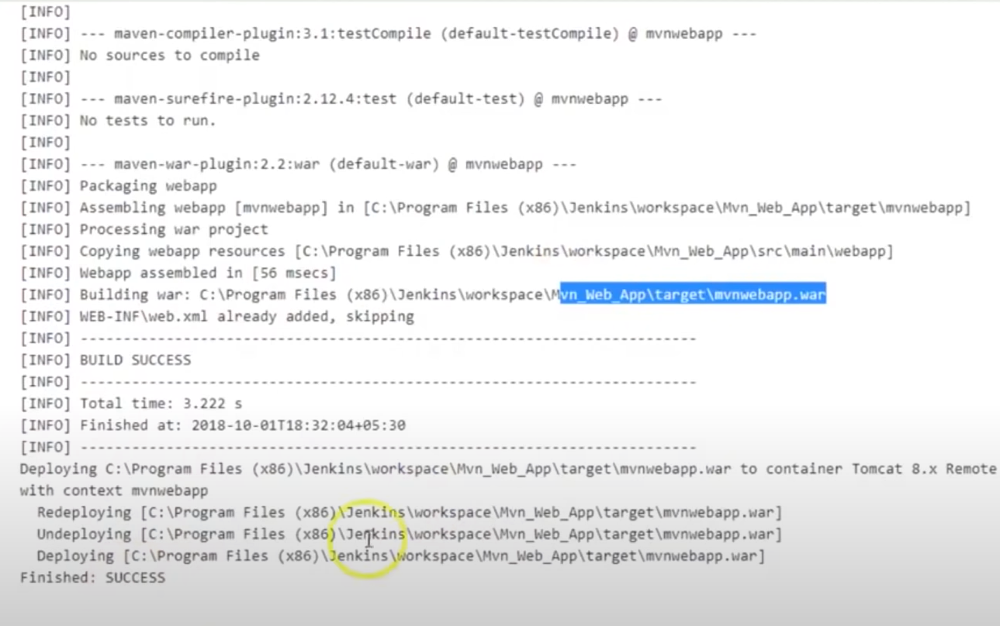 [INFO]
[INFO] --- maven-compiler-plugin:3.1:testCompile (default-testCompile) @ mvnwebapp ---
[INFO] No sources to compile
[INFO]
[INFO] --- maven-surefire-plugin:2.12.4:test (default-test) @ mvnwebapp ---
[INFO] No tests to run.
[INFO]
[INFO] --- maven-war-plugin:2.2:war (default-war) @ mvnwebapp ---
[INFO] Packaging webapp
[INFO] Assembling webapp [mvnwebapp] in [C:\Program Files (x86)\Jenkins\workspace\Mvn_Web_App\target\mvnwebapp]
[INFO] Processing war project
[INFO] Copying webapp resources [C:\Program Files (x86)\Jenkins\workspace\Mvn_Web_App\src\main\webapp]
[INFO] Webapp assembled in [56 msecs]
[INFO] Building war: C:\Program Files (x86)\Jenkins\workspace\Mvn_Web_App\target\mvnwebapp.war
[INFO] WEB-INF\web.xml already added, skipping
[INFO] ------------------------------------------------------------------------
[INFO] BUILD SUCCESS
[INFO] ------------------------------------------------------------------------
[INFO] Total time: 3.222 s
[INFO] Finished at: 2018-10-01T18:32:04+05:30
[INFO] ------------------------------------------------------------------------
Deploying C:\Program Files (x86)\Jenkins\workspace\Mvn_Web_App\target\mvnwebapp.war to container Tomcat 8.x Remote
with context mvnwebapp
  Redeploying [C:\Program Files (x86)\Jenkins\workspace\Mvn_Web_App\target\mvnwebapp.war]
  Undeploying [C:\Program Files (x86)\Jenkins\workspace\Mvn_Web_App\target\mvnwebapp.war]
  Deploying [C:\Program Files (x86)\Jenkins\workspace\Mvn_Web_App\target\mvnwebapp.war]
Finished: SUCCESS